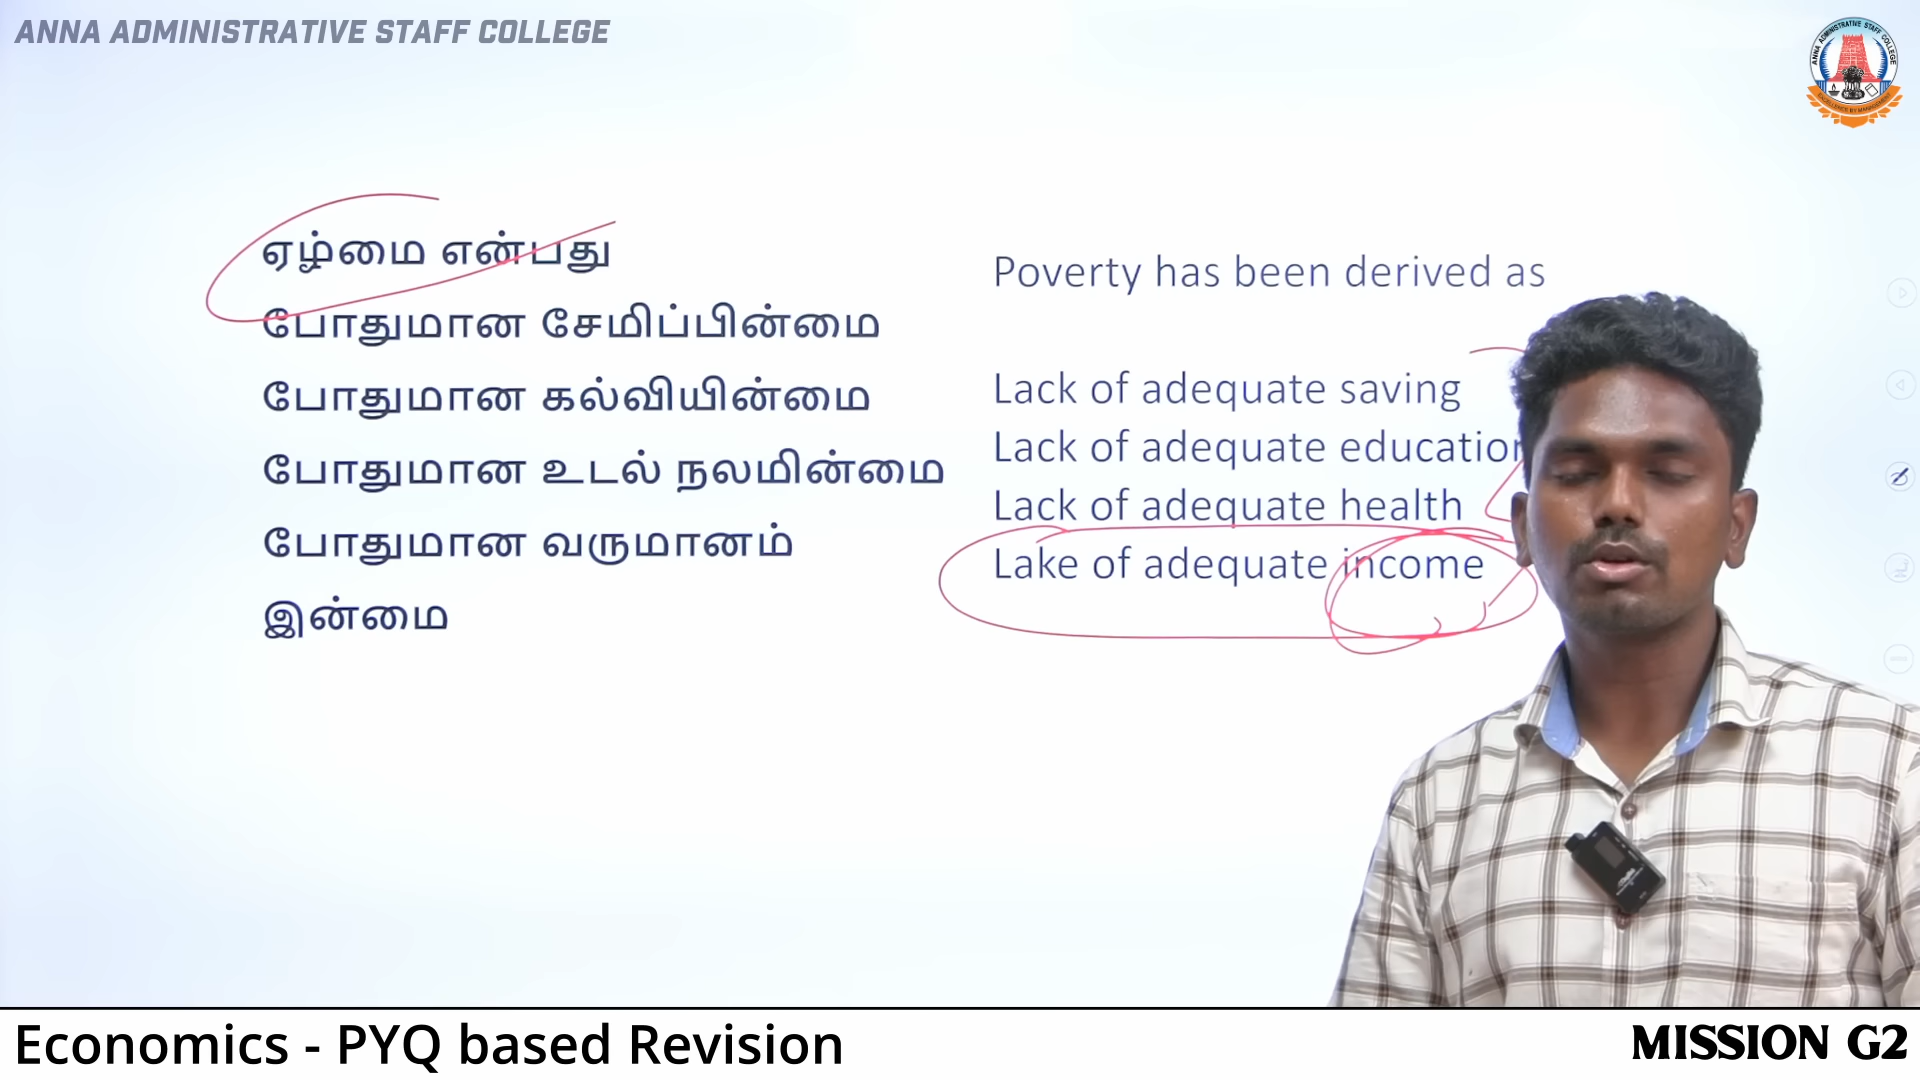 ANNA ADMINISTRATIVE STAFF COLLEGE
ஏழ்மை என்பது
போதுமான சேமிப்பின்மை
போதுமான கல்வியின்மை
போதுமான உடல் நலமின்மை
போதுமான வருமானம்
இன்மை
Poverty has been derived as
Lack of adequate saving
Lack of adequate education
Lack of adequate health
Lake of adequate income
Economics - PYQ based Revision
MISSION G2